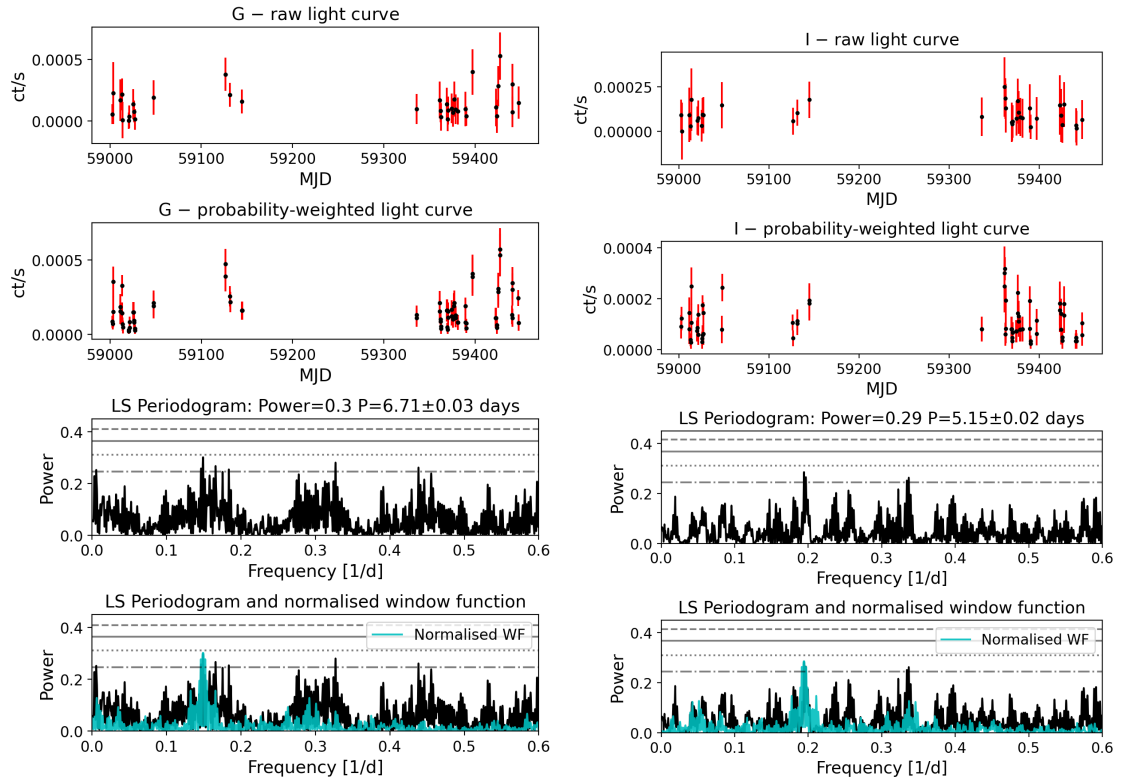 G − raw light curve
ct/s
0.0005
0.0000
59000 59100 59200 59300 59400
MJD
G − probability-weighted light curve
ct/s
0.0005
0.0000
59000 59100 59200 59300 59400
MJD
LS Periodogram: Power=0.3 P=6.71±0.03 days
Power
0.4
0.2
0.0
0.0 0.1 0.2 0.3 0.4 0.5 0.6
Frequency [1/d]
LS Periodogram and normalised window function
Power
0.4
0.2
0.0
Normalised WF
0.0 0.1 0.2 0.3 0.4 0.5 0.6
Frequency [1/d]
I − raw light curve
ct/s
0.00025
0.00000
59000 59100 59200 59300 59400
MJD
I − probability-weighted light curve
ct/s
0.0004
0.0002
0.0000
59000 59100 59200 59300 59400
MJD
LS Periodogram: Power=0.29 P=5.15±0.02 days
Power
0.4
0.2
0.0
0.0 0.1 0.2 0.3 0.4 0.5 0.6
Frequency [1/d]
LS Periodogram and normalised window function
Power
0.4
0.2
0.0
Normalised WF
0.0 0.1 0.2 0.3 0.4 0.5 0.6
Frequency [1/d]